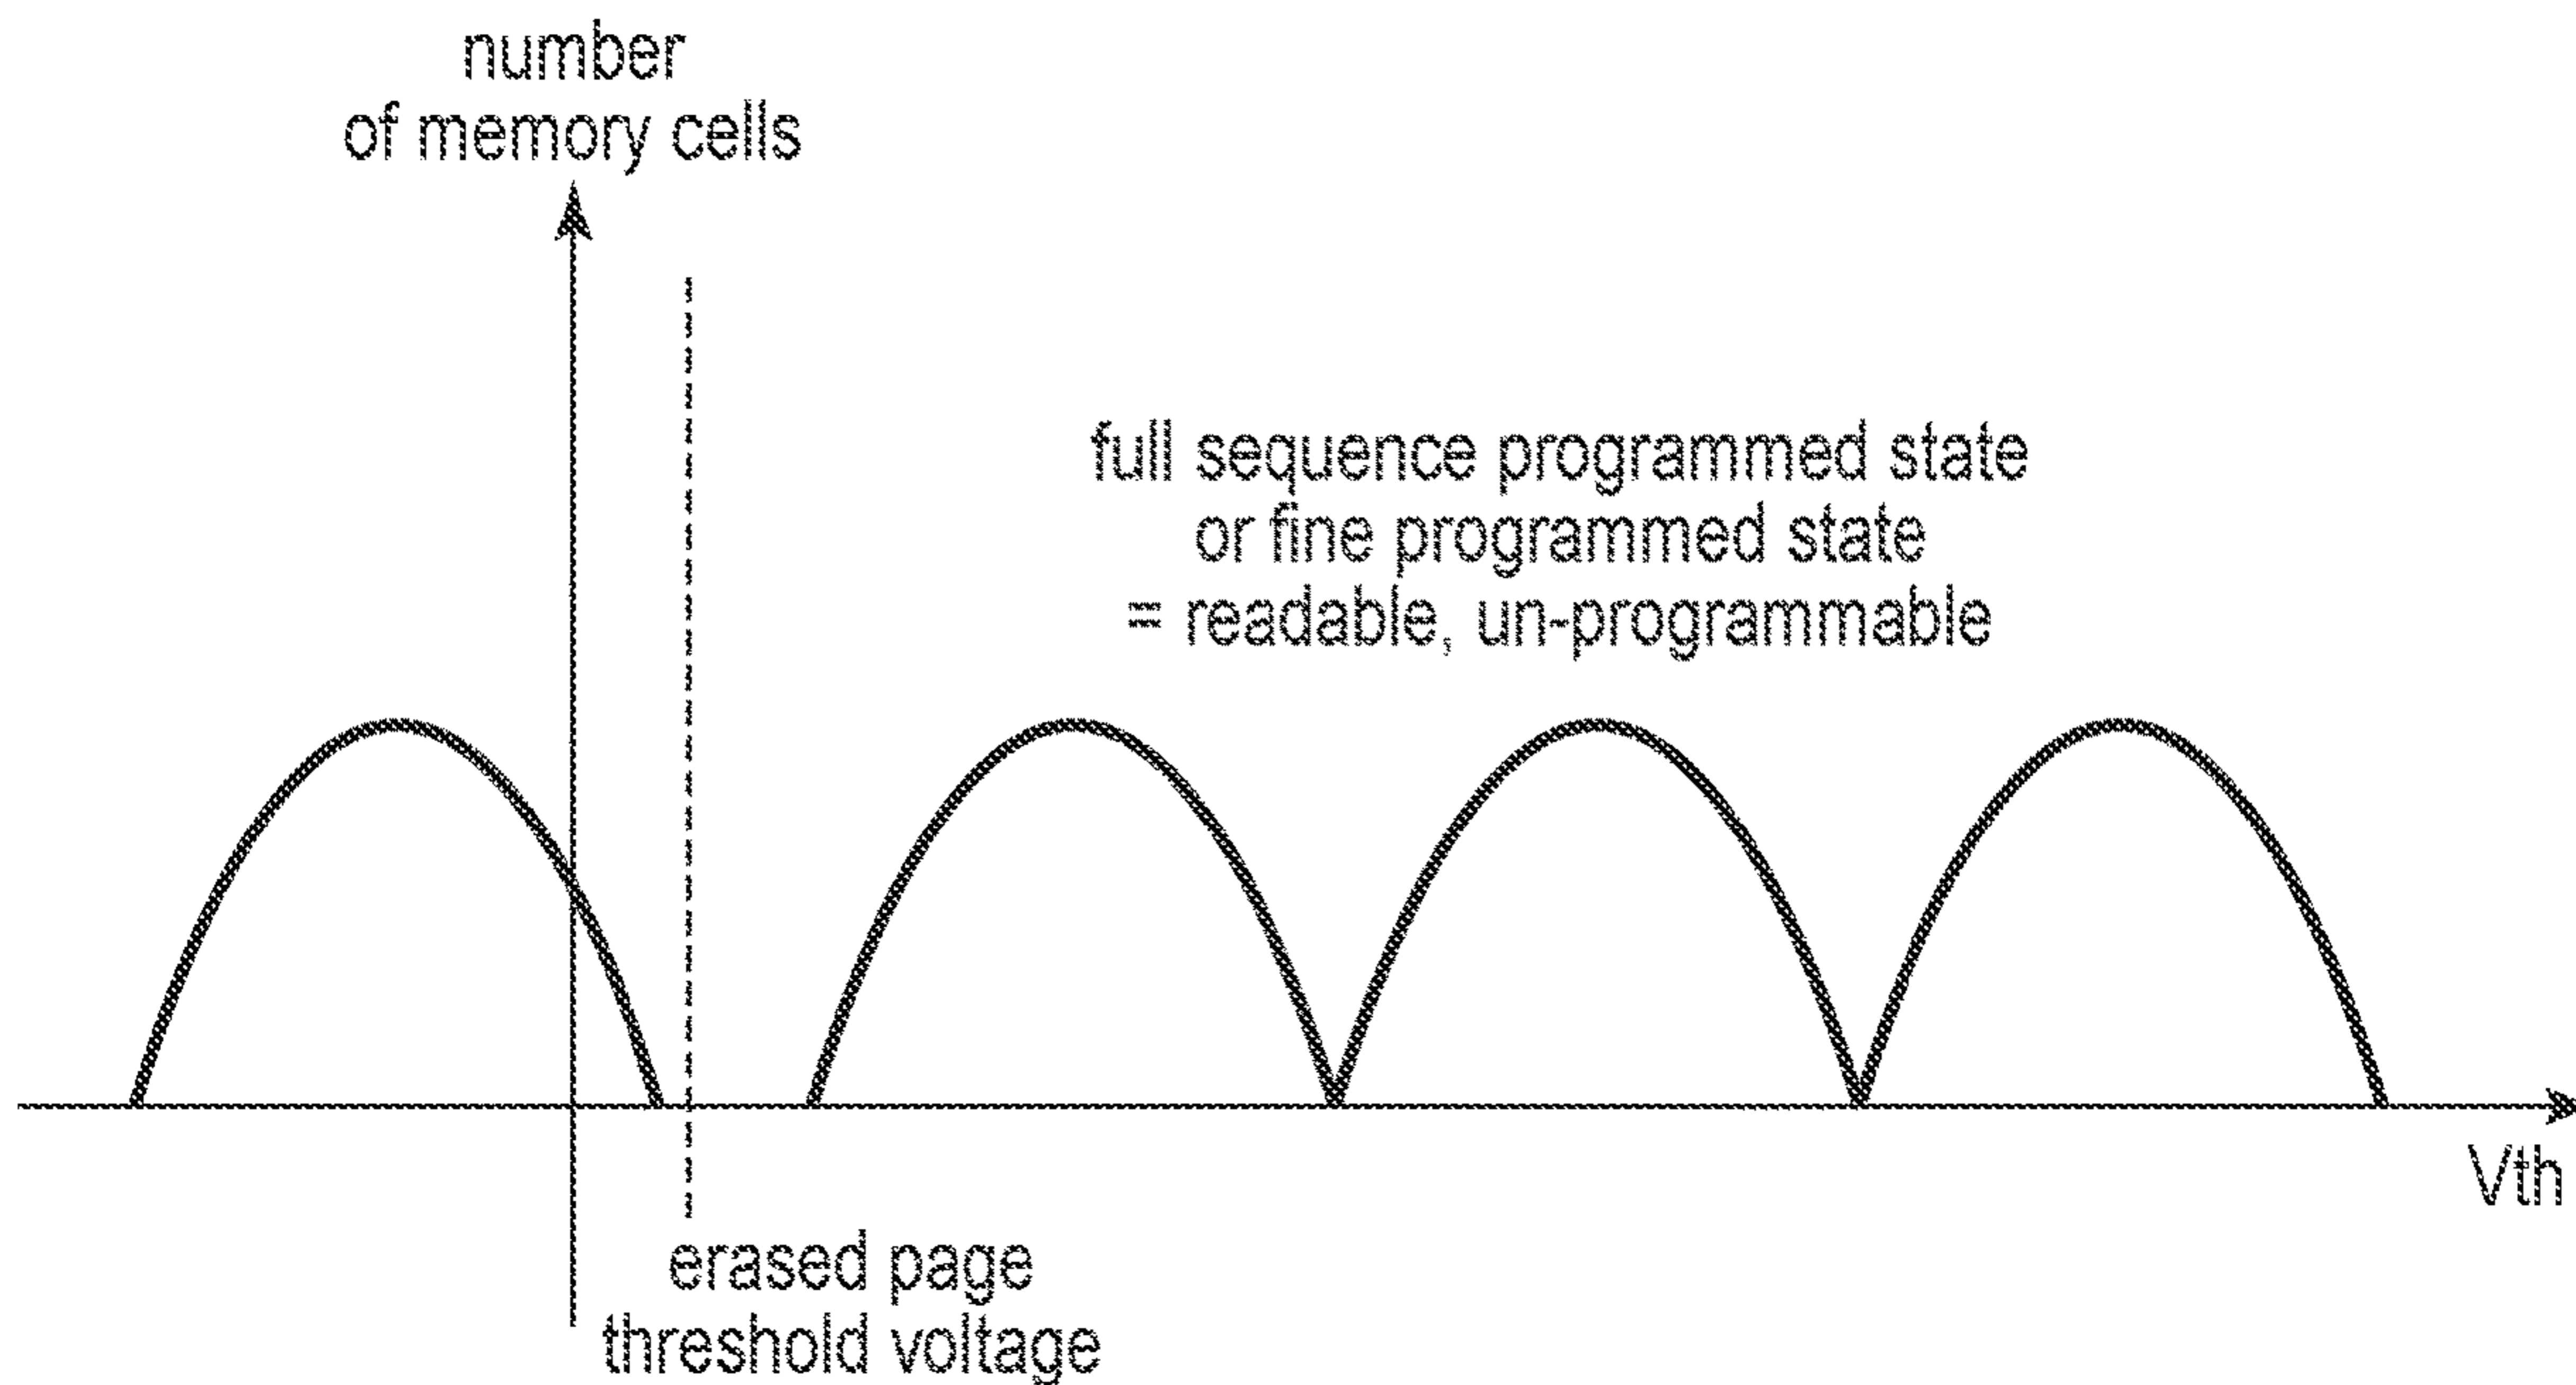 number
of memory cells
full sequence programmed state
or fine programmed state
= readable, un-programmable
Vth
erased page
threshold voltage